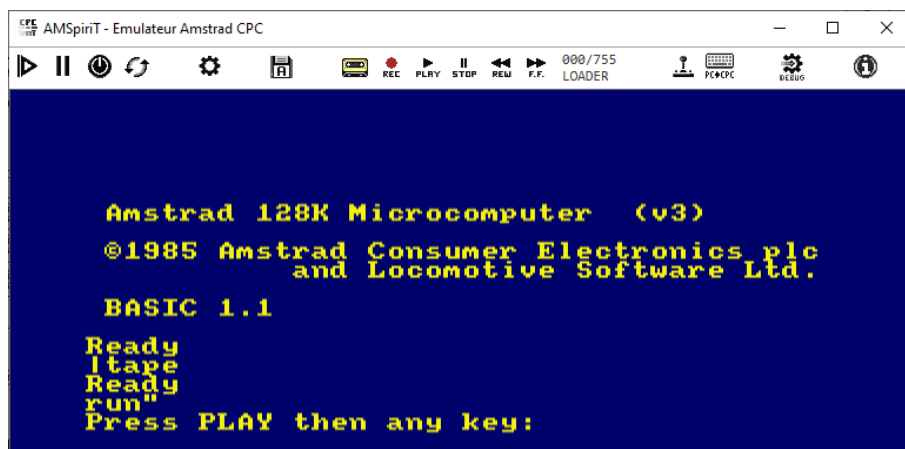 CPC
AMSpiriT - Emulateur Amstrad CPC
REC PLAY STOP REW F.F. 000/755
LOADER
PC CPC
DEBUG
Amstrad 128K Microcomputer (v3)
©1985 Amstrad Consumer Electronics plc
and Locomotive Software Ltd.
BASIC 1.1
Ready
|tape
Ready
run"
Press PLAY then any key: